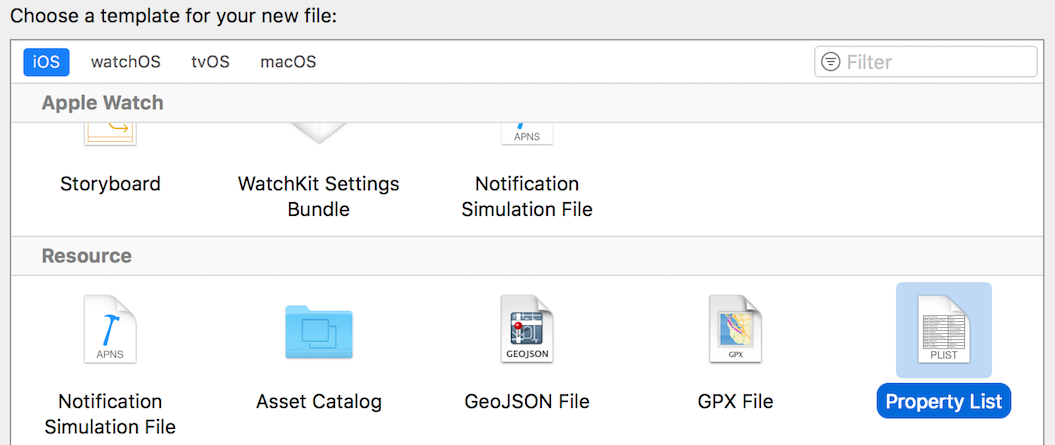 Choose a template for your new file:
iOS watchOS tvOS macOS Filter
Apple Watch
APNS
Storyboard WatchKit Settings Bundle Notification Simulation File
Resource
APNS GEOJSON GPX PLIST
Notification Simulation File Asset Catalog GeoJSON File GPX File Property List